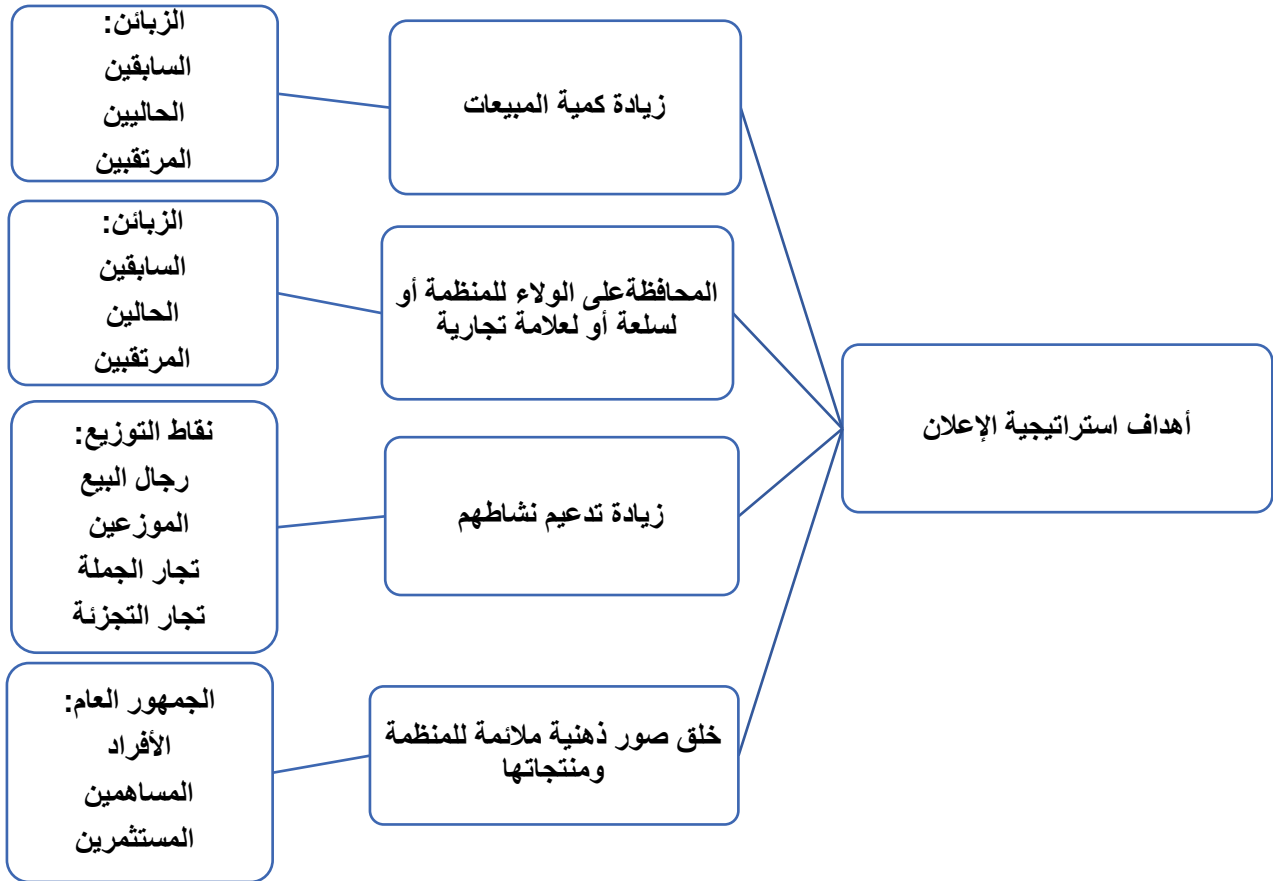 أهداف استراتيجية الإعلان
زيادة كمية المبيعات
الزبائن:
السابقين
الحاليين
المرتقبين
المحافظةعلى الولاء للمنظمة أو
لسلعة أو لعلامة تجارية
الزبائن:
السابقين
الحالين
المرتقبين
زيادة تدعيم نشاطهم
نقاط التوزيع:
رجال البيع
الموزعين
تجار الجملة
تجار التجزئة
خلق صور ذهنية ملائمة للمنظمة
ومنتجاتها
الجمهور العام:
الأفراد
المساهمين
المستثمرين